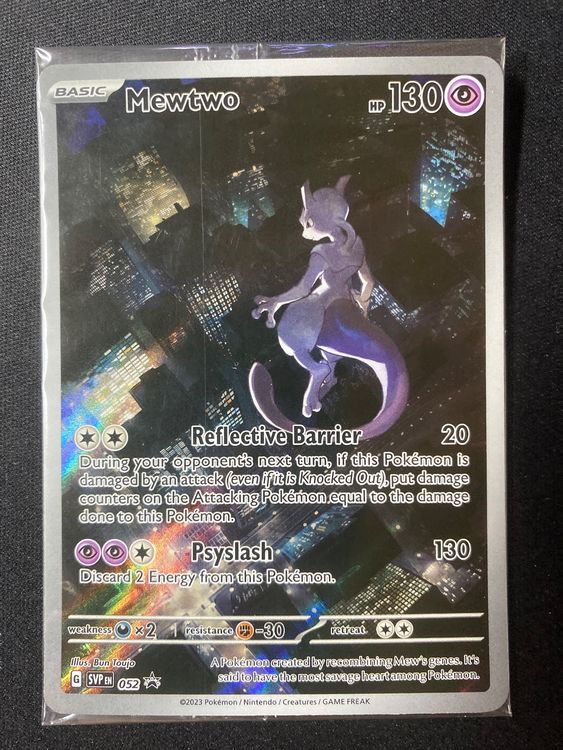 BASIC Mewtwo HP 130
Reflective Barrier 20
During your opponent's next turn, if this Pokémon is
damaged by an attack (even if it is Knocked Out), put damage
counters on the Attacking Pokémon equal to the damage
done to this Pokémon.
Psyslash 130
Discard 2 Energy from this Pokémon.
weakness ×2 resistance -30 retreat
Illus. Bun Toujo
A Pokémon created by recombining Mew's genes. It's
said to have the most savage heart among Pokémon.
G SVP EN 052
©2023 Pokémon / Nintendo / Creatures / GAME FREAK